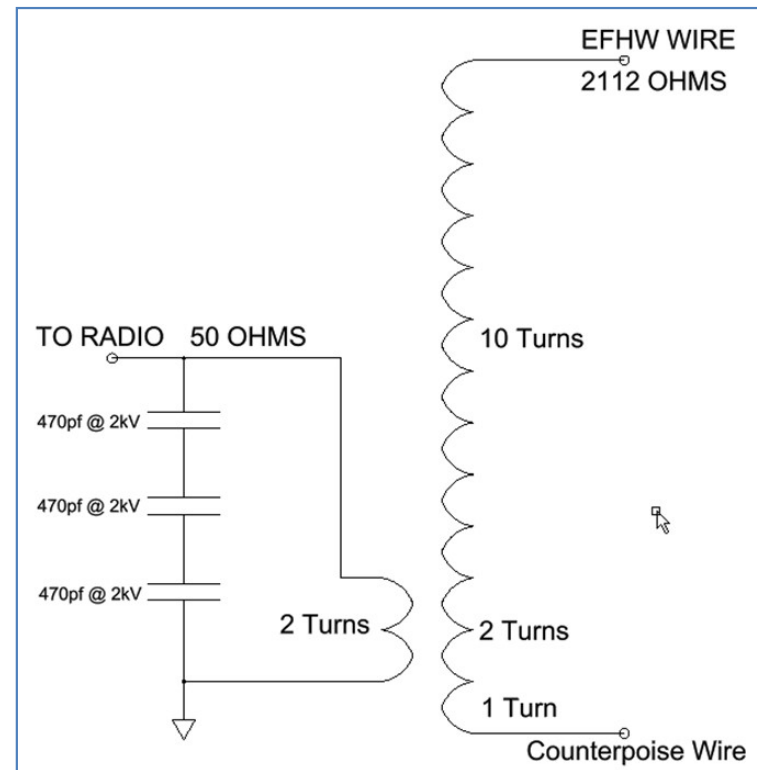 EFHW WIRE
2112 OHMS
TO RADIO 50 OHMS
10 Turns
470pf @ 2kV
470pf @ 2kV
470pf @ 2kV
2 Turns
2 Turns
1 Turn
Counterpoise Wire